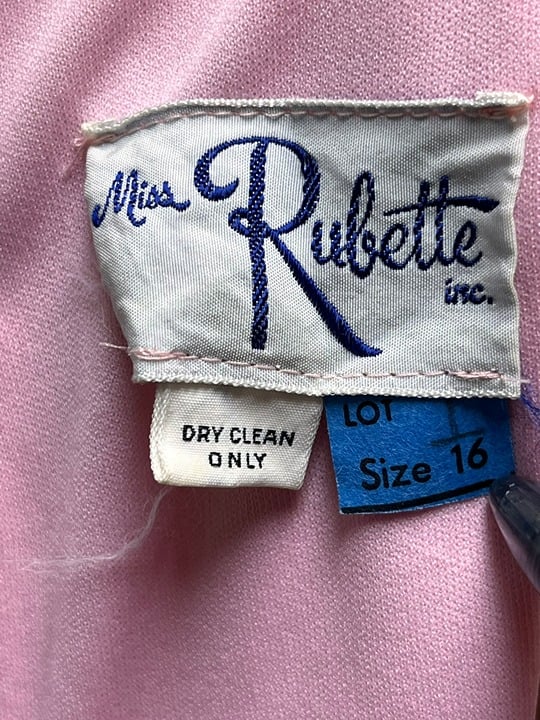 Miss Rubette
inc.
DRY CLEAN
ONLY
LOT
Size 16